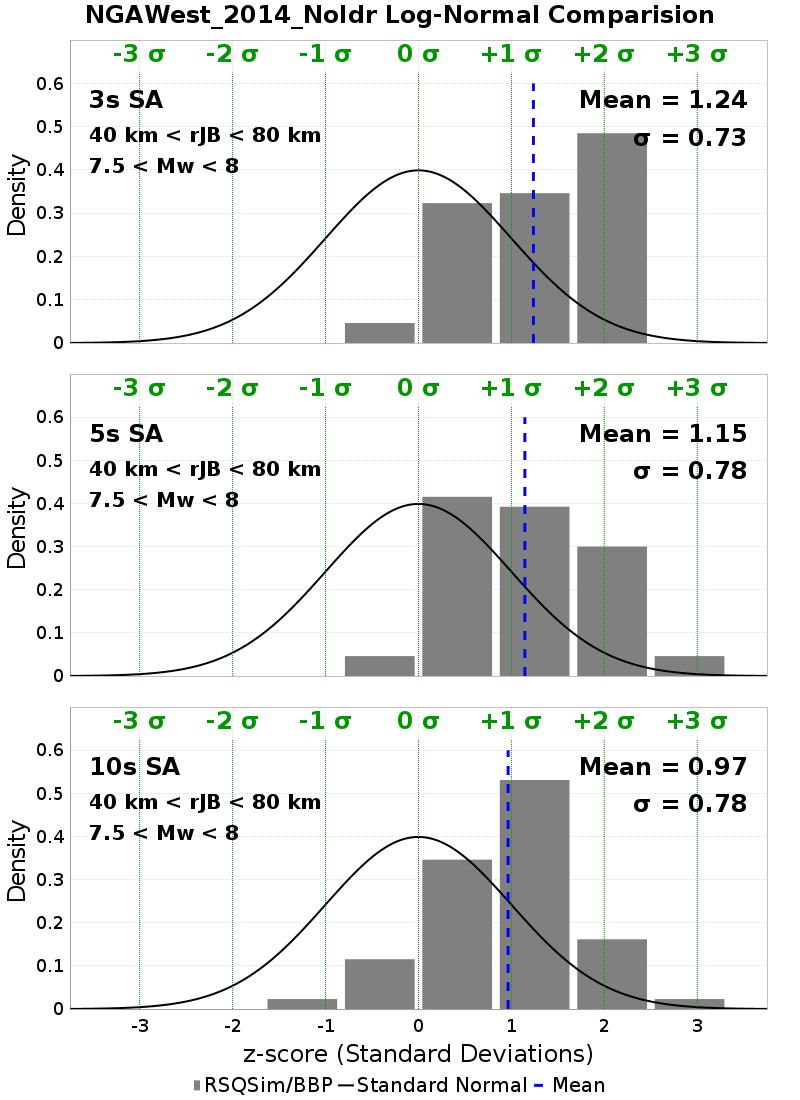 NGAWest_2014_NoIdr Log-Normal Comparision
-3 σ -2 σ -1 σ 0 σ +1 σ +2 σ +3 σ
3s SA
40 km < rJB < 80 km
7.5 < Mw < 8
Mean = 1.24
σ = 0.73
0.6
0.5
0.4
0.3
0.2
0.1
0
Density
-3 σ -2 σ -1 σ 0 σ +1 σ +2 σ +3 σ
5s SA
40 km < rJB < 80 km
7.5 < Mw < 8
Mean = 1.15
σ = 0.78
0.6
0.5
0.4
0.3
0.2
0.1
0
Density
-3 σ -2 σ -1 σ 0 σ +1 σ +2 σ +3 σ
10s SA
40 km < rJB < 80 km
7.5 < Mw < 8
Mean = 0.97
σ = 0.78
0.6
0.5
0.4
0.3
0.2
0.1
0
Density
-3 -2 -1 0 1 2 3
z-score (Standard Deviations)
RSQSim/BBP Standard Normal Mean